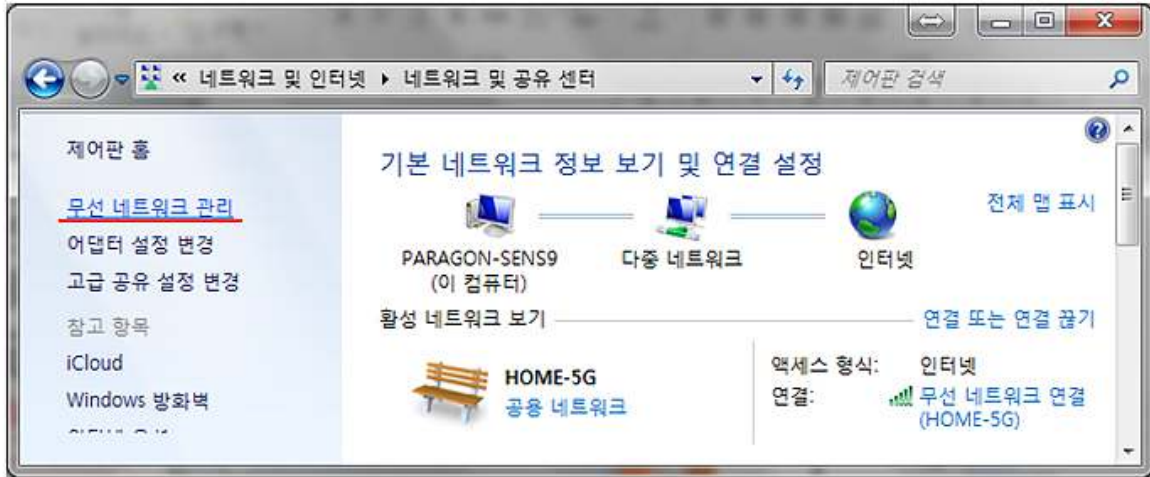 « 네트워크 및 인터넷 ▸ 네트워크 및 공유 센터
제어판 검색
제어판 홈
무선 네트워크 관리
어댑터 설정 변경
고급 공유 설정 변경
참고 항목
iCloud
Windows 방화벽
기본 네트워크 정보 보기 및 연결 설정
전체 맵 표시
PARAGON-SENS9
(이 컴퓨터)
다중 네트워크
인터넷
활성 네트워크 보기
연결 또는 연결 끊기
HOME-5G
공용 네트워크
액세스 형식: 인터넷
연결: 무선 네트워크 연결
(HOME-5G)